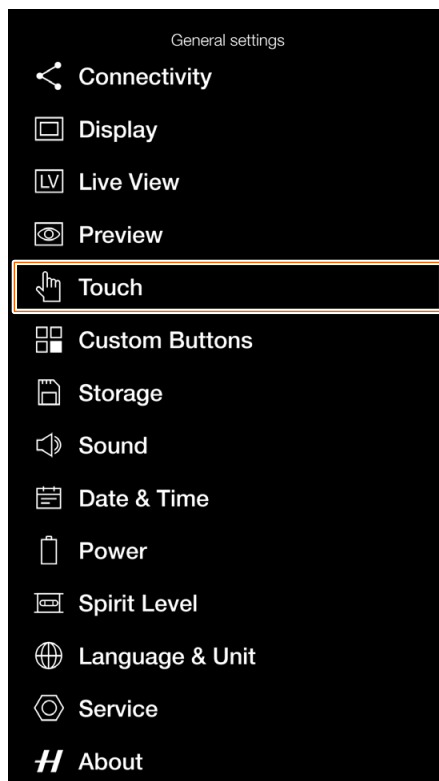 General settings
Connectivity
Display
LV Live View
Preview
Touch
Custom Buttons
Storage
Sound
Date & Time
Power
Spirit Level
Language & Unit
Service
H About